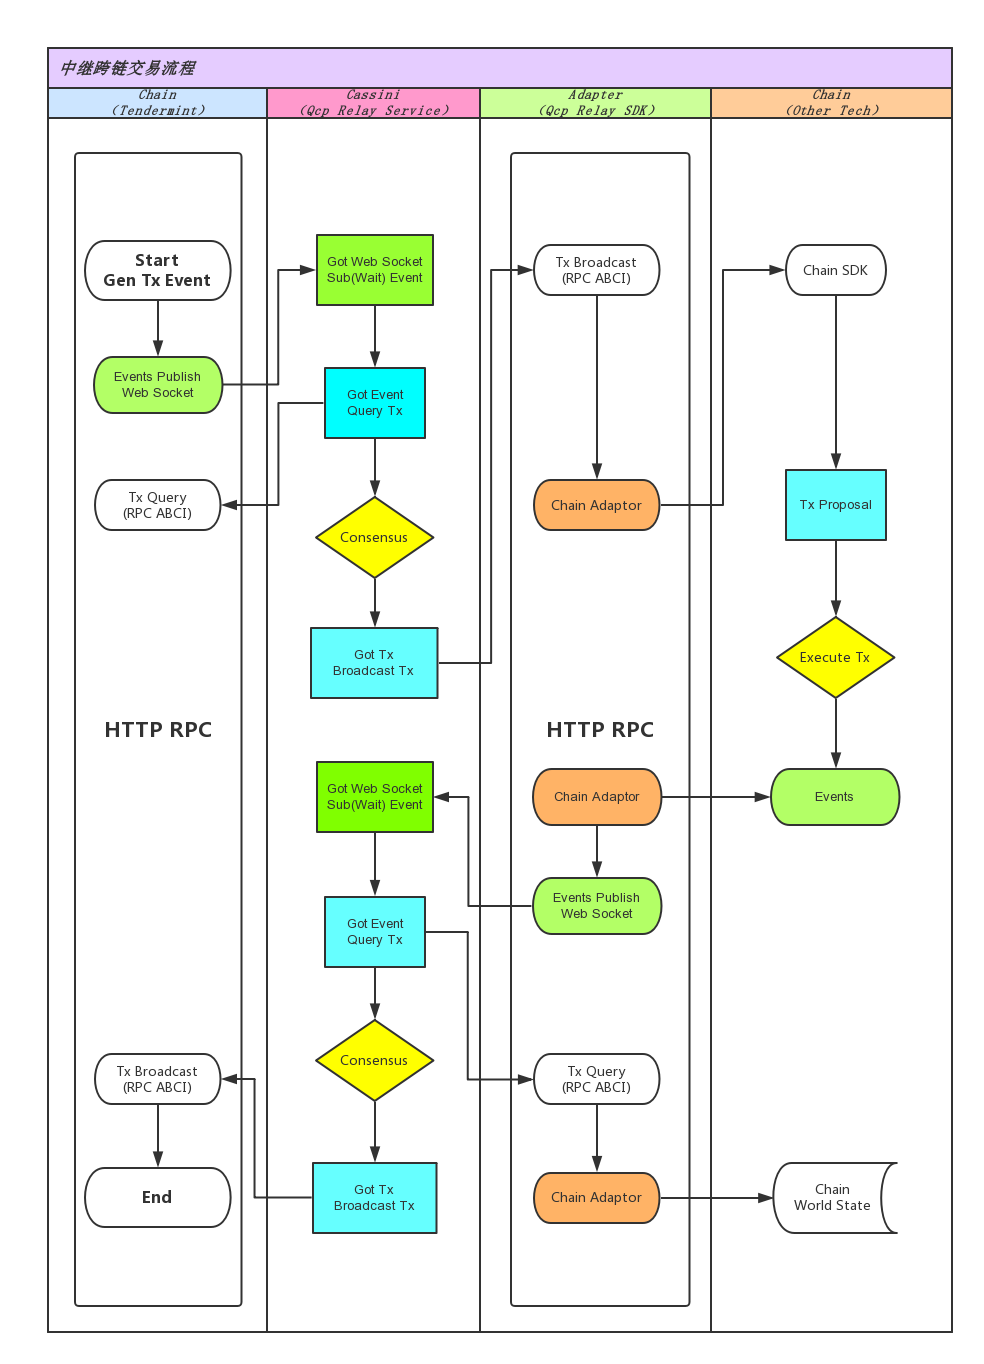 中继跨链交易流程
Chain
(Tendermint)
Cassini
(Qcp Relay Service)
Adapter
(Qcp Relay SDK)
Chain
(Other Tech)
Start
Gen Tx Event
Events Publish
Web Socket
Tx Query
(RPC ABCI)
HTTP RPC
Tx Broadcast
(RPC ABCI)
End
Got Web Socket
Sub(Wait) Event
Got Event
Query Tx
Consensus
Got Tx
Broadcast Tx
Got Web Socket
Sub(Wait) Event
Got Event
Query Tx
Consensus
Got Tx
Broadcast Tx
Tx Broadcast
(RPC ABCI)
Chain Adaptor
HTTP RPC
Chain Adaptor
Events Publish
Web Socket
Tx Query
(RPC ABCI)
Chain Adaptor
Chain SDK
Tx Proposal
Execute Tx
Events
Chain
World State